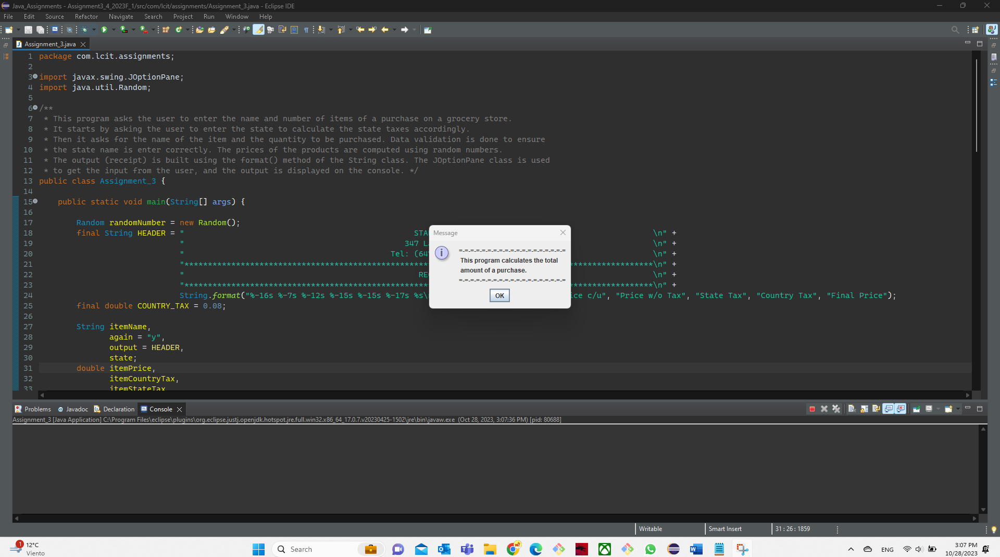 Java_Assignments - Assignment3_4_2023F_1/src/com/lcit/assignments/Assignment_3.java - Eclipse IDE
File Edit Source Refactor Navigate Search Project Run Window Help
Assignment_3.java
1 package com.lcit.assignments;
2
3 import javax.swing.JOptionPane;
4 import java.util.Random;
5
6 /**
7 * This program asks the user to enter the name and number of items of a purchase on a grocery store.
8 * It starts by asking the user to enter the state to calculate the state taxes accordingly.
9 * Then it asks for the name of the item and the quantity to be purchased. Data validation is done to ensure
10 * the state name is enter correctly. The prices of the products are computed using random numbers.
11 * The output (receipt) is built using the format() method of the String class. The JOptionPane class is used
12 * to get the input from the user, and the output is displayed on the console. */
13 public class Assignment_3 {
14
15 public static void main(String[] args) {
16
17 Random randomNumber = new Random();
18 final String HEADER = " STA \n" +
19 " 347 L \n" +
20 " Tel: (64 \n" +
21 "**************************************************** ******************\n" +
22 " RE \n" +
23 "**************************************************** ******************\n" +
24 String.format("%-16s %-7s %-12s %-15s %-15s %-17s %s\ ice c/u", "Price w/o Tax", "State Tax", "Country Tax", "Final Price");
25 final double COUNTRY_TAX = 0.08;
26
27 String itemName,
28 again = "y",
29 output = HEADER,
30 state;
31 double itemPrice,
32 itemCountryTax,
33 itemStateTax
Message
=-=-=-=-=-=-=-=-=-=-=-=-=-=-=-=-=-=-=
This program calculates the total
amount of a purchase.
=-=-=-=-=-=-=-=-=-=-=-=-=-=-=-=-=-=-=
OK
Problems Javadoc Declaration Console
Assignment_3 [Java Application] C:\Program Files\eclipse\plugins\org.eclipse.justj.openjdk.hotspot.jre.full.win32.x86_64_17.0.7.v20230425-1502\jre\bin\javaw.exe (Oct 28, 2023, 3:07:36 PM) [pid: 80688]
Writable Smart Insert 31 : 26 : 1859
1 12°C
Viento
Search
ENG
3:07 PM
10/28/2023